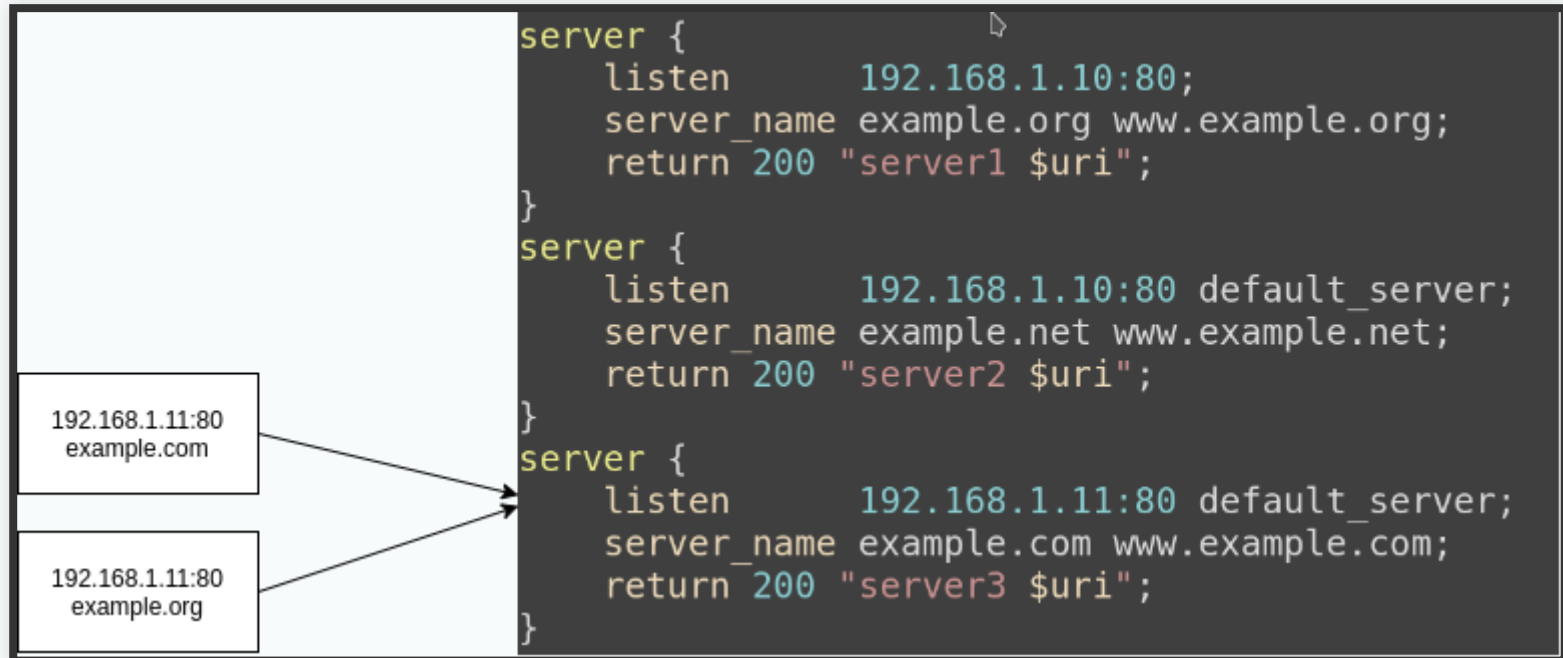 server {
    listen      192.168.1.10:80;
    server_name example.org www.example.org;
    return 200 "server1 $uri";
}
server {
    listen      192.168.1.10:80 default_server;
    server_name example.net www.example.net;
    return 200 "server2 $uri";
}
server {
    listen      192.168.1.11:80 default_server;
    server_name example.com www.example.com;
    return 200 "server3 $uri";
}
192.168.1.11:80
example.com
192.168.1.11:80
example.org